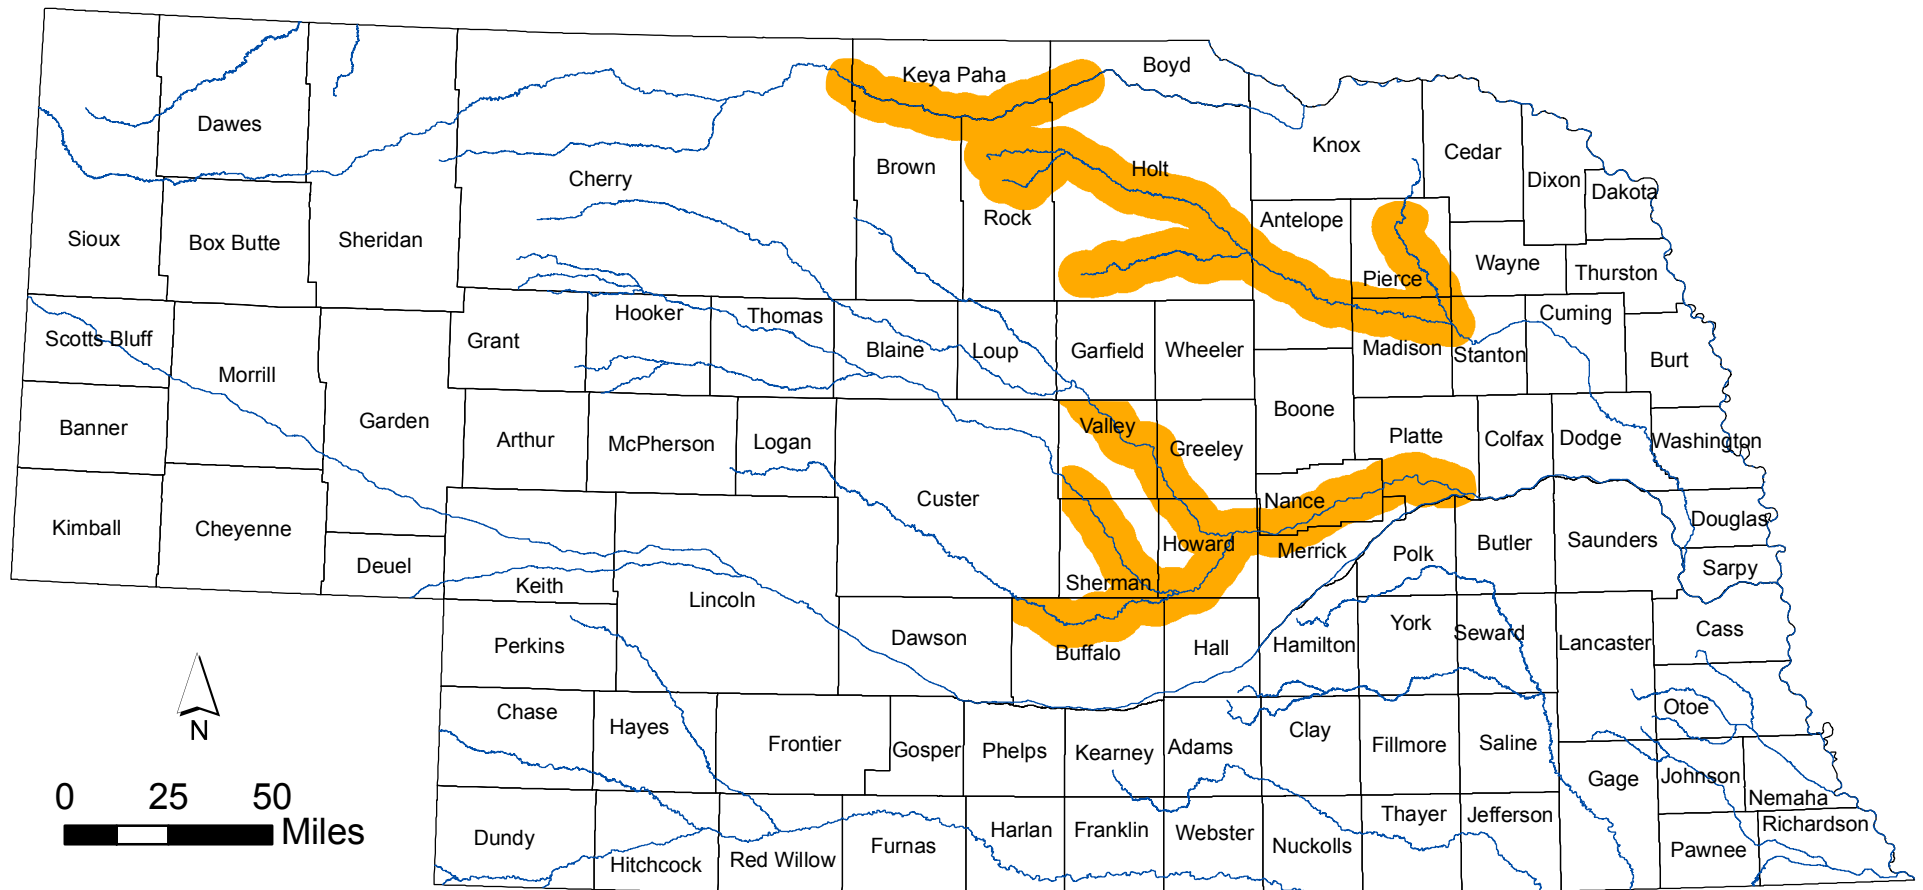 Keya Paha
Boyd
Dawes
Knox
Cedar
Cherry
Brown
Holt
Dixon
Dakota
Rock
Antelope
Sioux
Box Butte
Sheridan
Pierce
Wayne
Thurston
Scotts Bluff
Hooker
Thomas
Cuming
Grant
Blaine
Loup
Garfield
Wheeler
Madison
Stanton
Burt
Morrill
Banner
Garden
Arthur
McPherson
Logan
Valley
Greeley
Boone
Platte
Colfax
Dodge
Washington
Kimball
Cheyenne
Custer
Nance
Douglas
Deuel
Keith
Lincoln
Sherman
Howard
Merrick
Polk
Butler
Saunders
Sarpy
Perkins
Dawson
Buffalo
Hall
Hamilton
York
Seward
Lancaster
Cass
N
Chase
Hayes
Frontier
Gosper
Phelps
Kearney
Adams
Clay
Fillmore
Saline
Otoe
0 25 50
Miles
Gage
Johnson
Nemaha
Dundy
Hitchcock
Red Willow
Furnas
Harlan
Franklin
Webster
Nuckolls
Thayer
Jefferson
Pawnee
Richardson